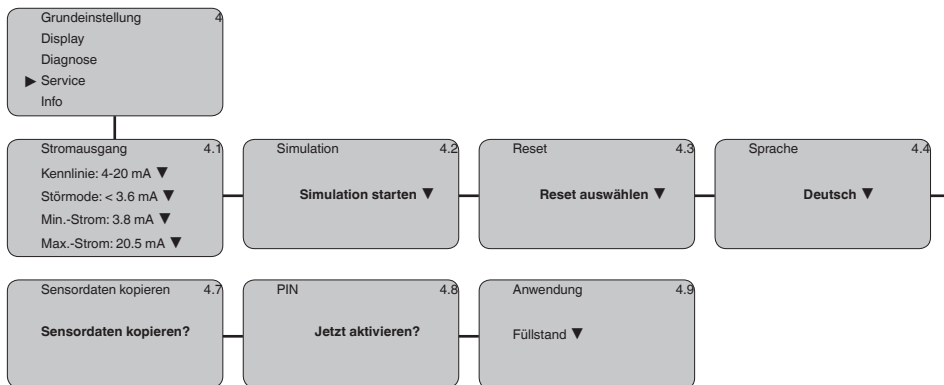 Grundeinstellung 4
Display
Diagnose
▶ Service
Info
Stromausgang 4.1
Kennlinie: 4-20 mA ▼
Störmode: < 3.6 mA ▼
Min.-Strom: 3.8 mA ▼
Max.-Strom: 20.5 mA ▼
Simulation 4.2
Simulation starten ▼
Reset 4.3
Reset auswählen ▼
Sprache 4.4
Deutsch ▼
Sensordaten kopieren 4.7
Sensordaten kopieren?
PIN 4.8
Jetzt aktivieren?
Anwendung 4.9
Füllstand ▼